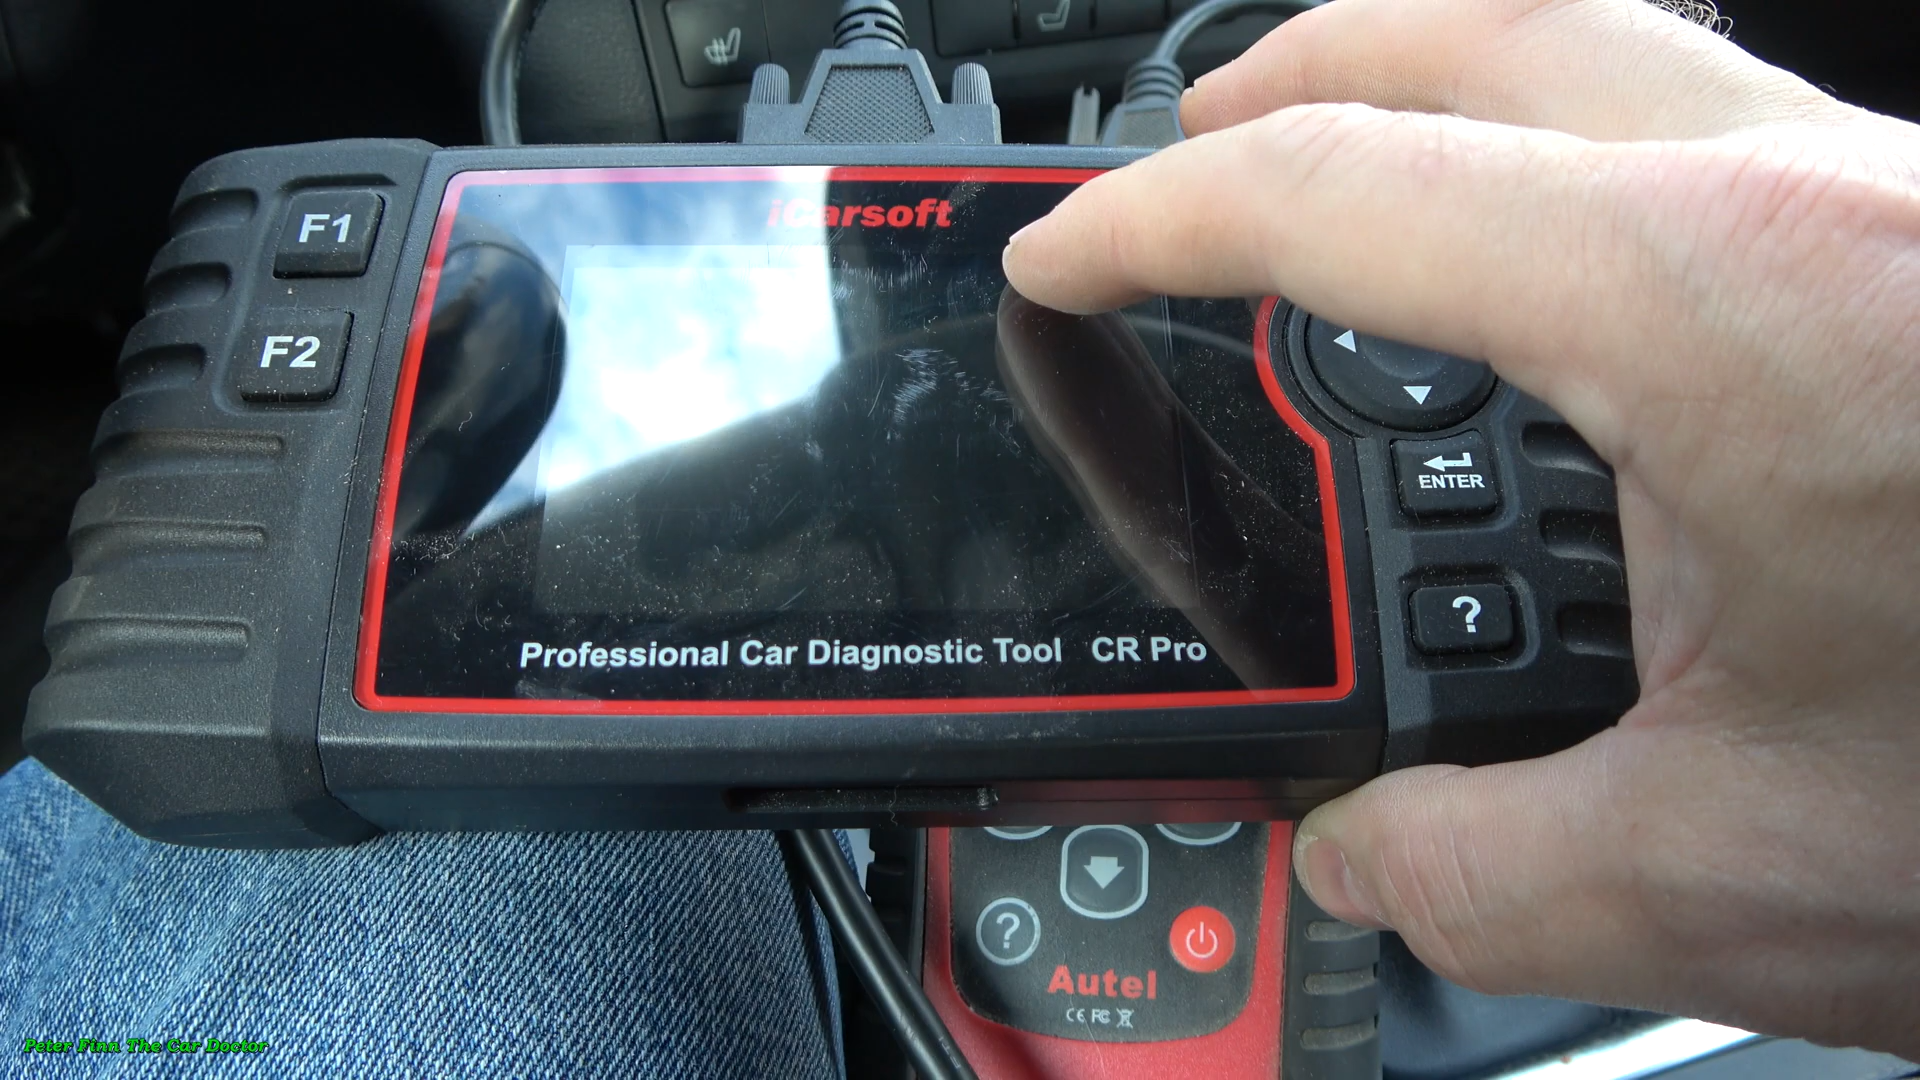 F1
iCarsoft
F2
ENTER
?
Professional Car Diagnostic Tool CR Pro
?
Autel
CE FC
Peter Finn The Car Doctor